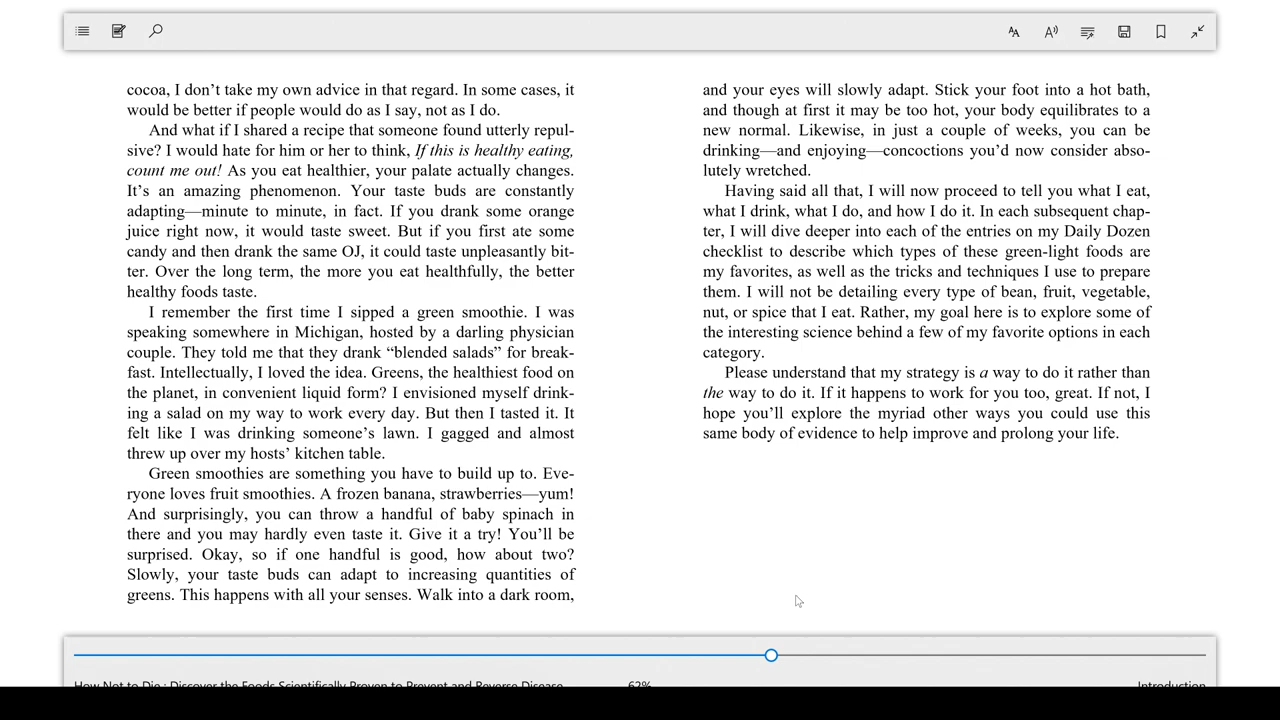 cocoa, I don't take my own advice in that regard. In some cases, it
would be better if people would do as I say, not as I do.
And what if I shared a recipe that someone found utterly repul-
sive? I would hate for him or her to think, If this is healthy eating,
count me out! As you eat healthier, your palate actually changes.
It's an amazing phenomenon. Your taste buds are constantly
adapting—minute to minute, in fact. If you drank some orange
juice right now, it would taste sweet. But if you first ate some
candy and then drank the same OJ, it could taste unpleasantly bit-
ter. Over the long term, the more you eat healthfully, the better
healthy foods taste.
I remember the first time I sipped a green smoothie. I was
speaking somewhere in Michigan, hosted by a darling physician
couple. They told me that they drank “blended salads” for break-
fast. Intellectually, I loved the idea. Greens, the healthiest food on
the planet, in convenient liquid form? I envisioned myself drink-
ing a salad on my way to work every day. But then I tasted it. It
felt like I was drinking someone's lawn. I gagged and almost
threw up over my hosts' kitchen table.
Green smoothies are something you have to build up to. Eve-
ryone loves fruit smoothies. A frozen banana, strawberries—yum!
And surprisingly, you can throw a handful of baby spinach in
there and you may hardly even taste it. Give it a try! You'll be
surprised. Okay, so if one handful is good, how about two?
Slowly, your taste buds can adapt to increasing quantities of
greens. This happens with all your senses. Walk into a dark room,
and your eyes will slowly adapt. Stick your foot into a hot bath,
and though at first it may be too hot, your body equilibrates to a
new normal. Likewise, in just a couple of weeks, you can be
drinking—and enjoying—concoctions you'd now consider abso-
lutely wretched.
Having said all that, I will now proceed to tell you what I eat,
what I drink, what I do, and how I do it. In each subsequent chap-
ter, I will dive deeper into each of the entries on my Daily Dozen
checklist to describe which types of these green-light foods are
my favorites, as well as the tricks and techniques I use to prepare
them. I will not be detailing every type of bean, fruit, vegetable,
nut, or spice that I eat. Rather, my goal here is to explore some of
the interesting science behind a few of my favorite options in each
category.
Please understand that my strategy is a way to do it rather than
the way to do it. If it happens to work for you too, great. If not, I
hope you'll explore the myriad other ways you could use this
same body of evidence to help improve and prolong your life.
How Not to Die : Discover the Foods Scientifically Proven to Prevent and Reverse Disease 62% Introduction